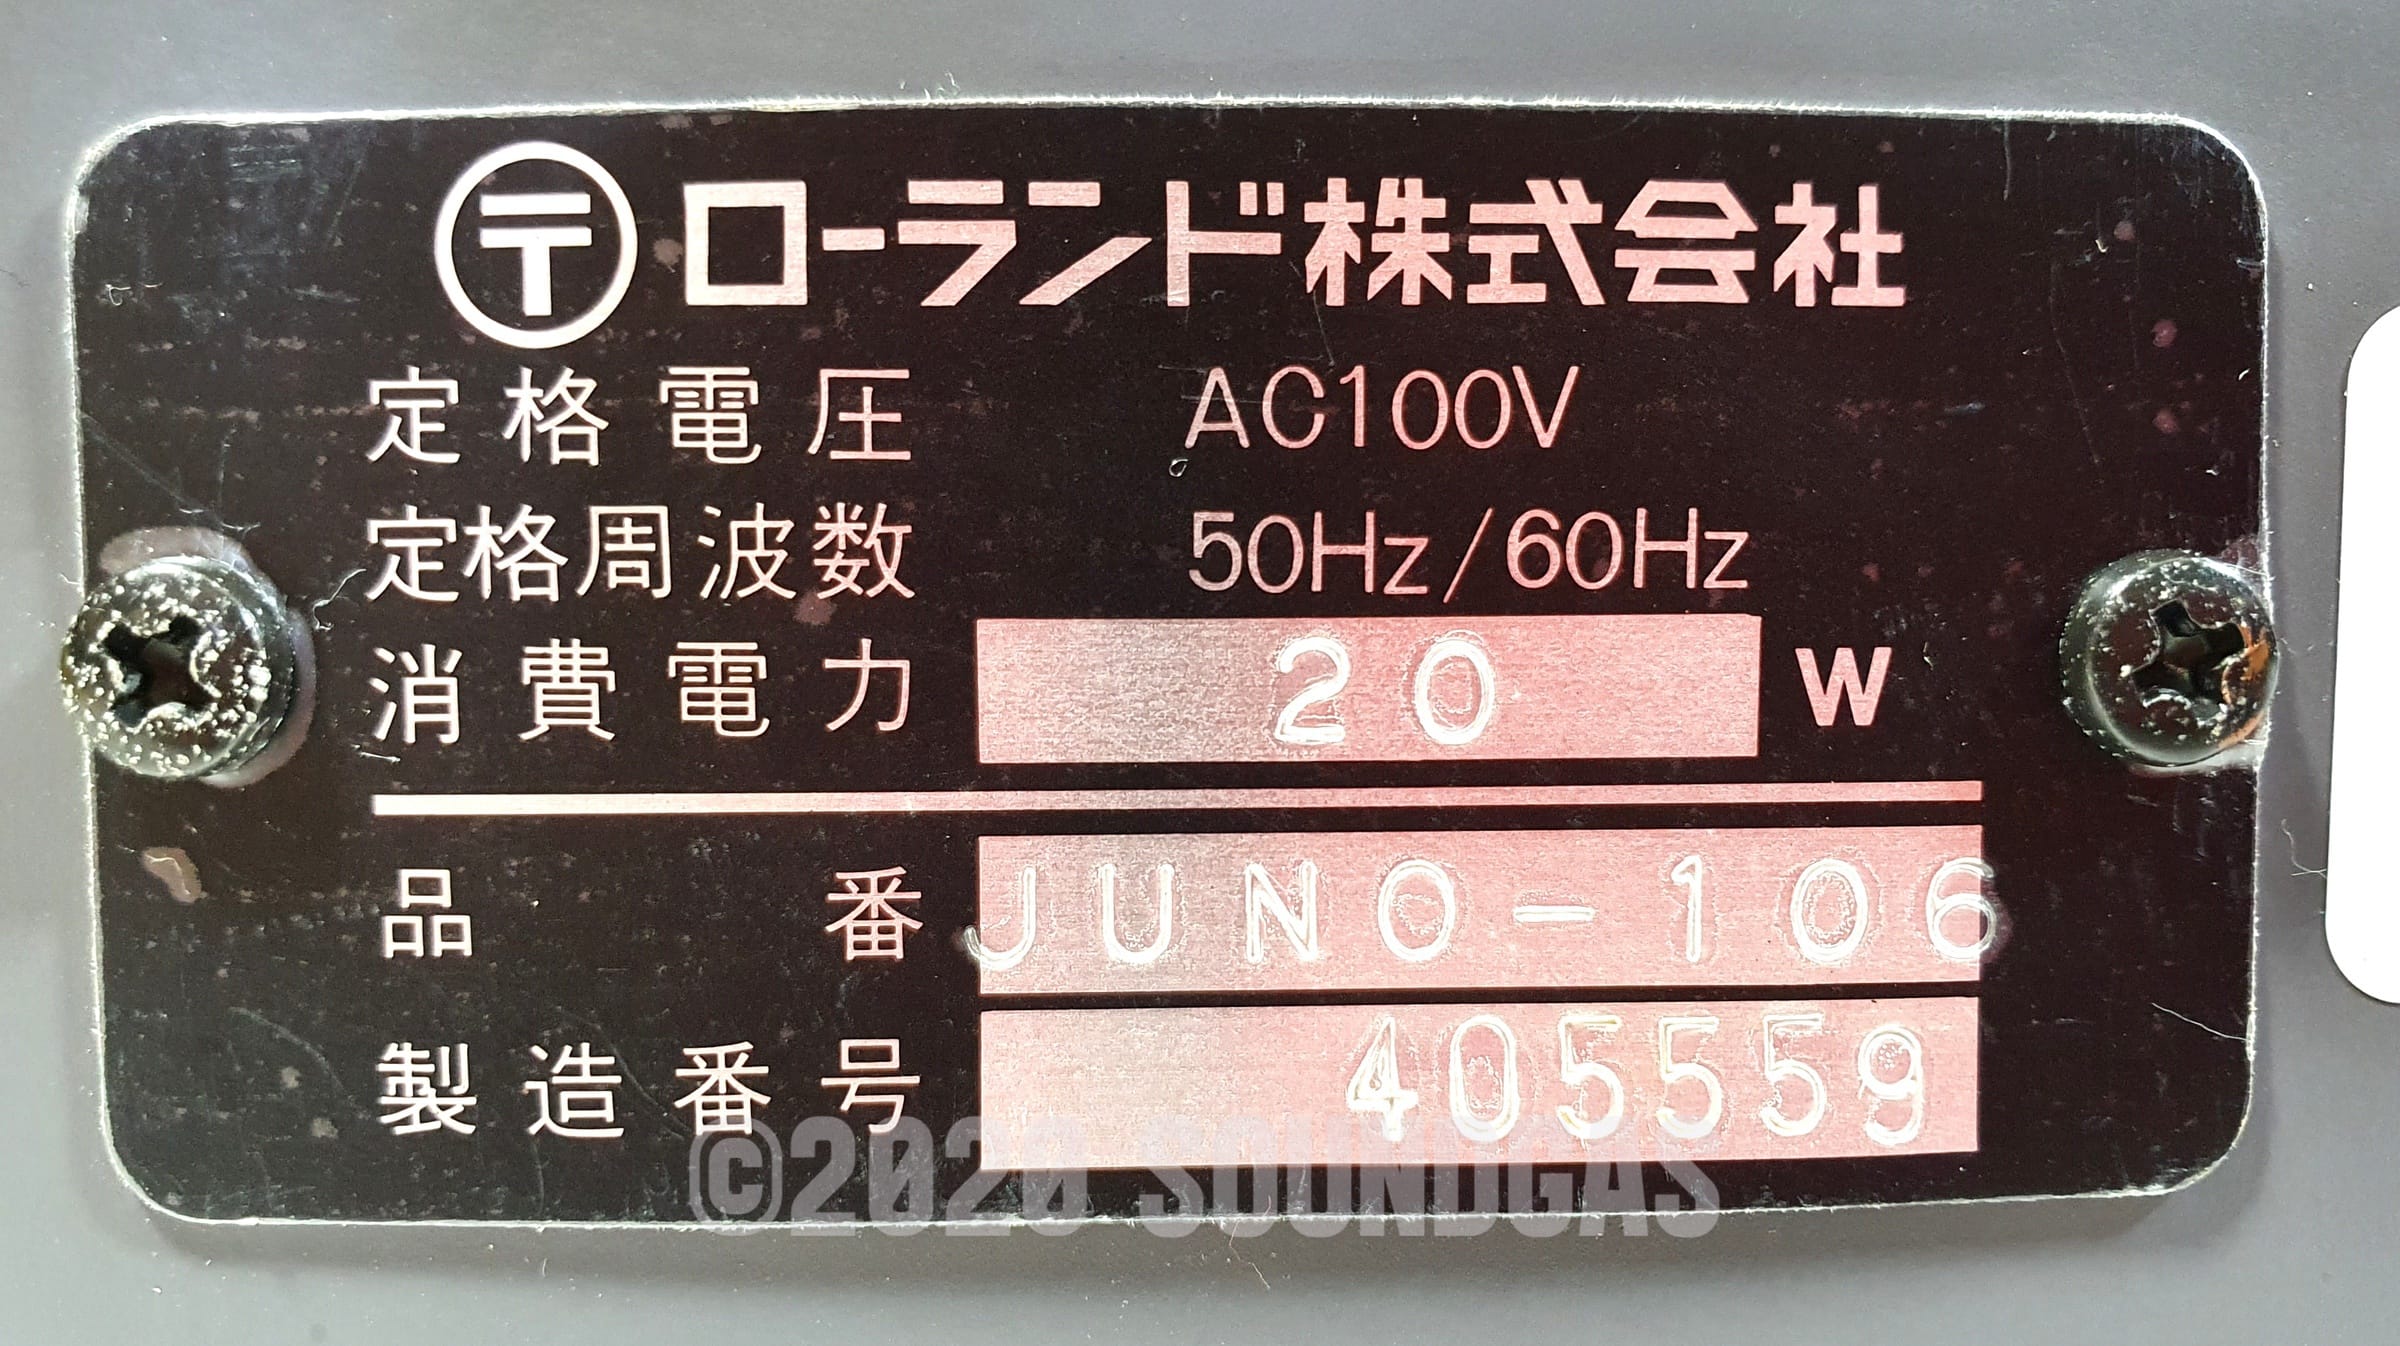 〒 ローランド株式会社
定格電圧 AC100V
定格周波数 50Hz/60Hz
消費電力 20 W
品番 JUNO-106
製造番号 405559
©2020 SOUNDGAS